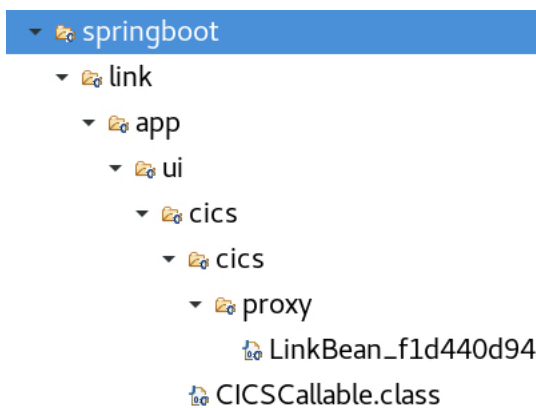 springboot
link
app
ui
cics
cics
proxy
LinkBean_f1d440d94
CICSCallable.class